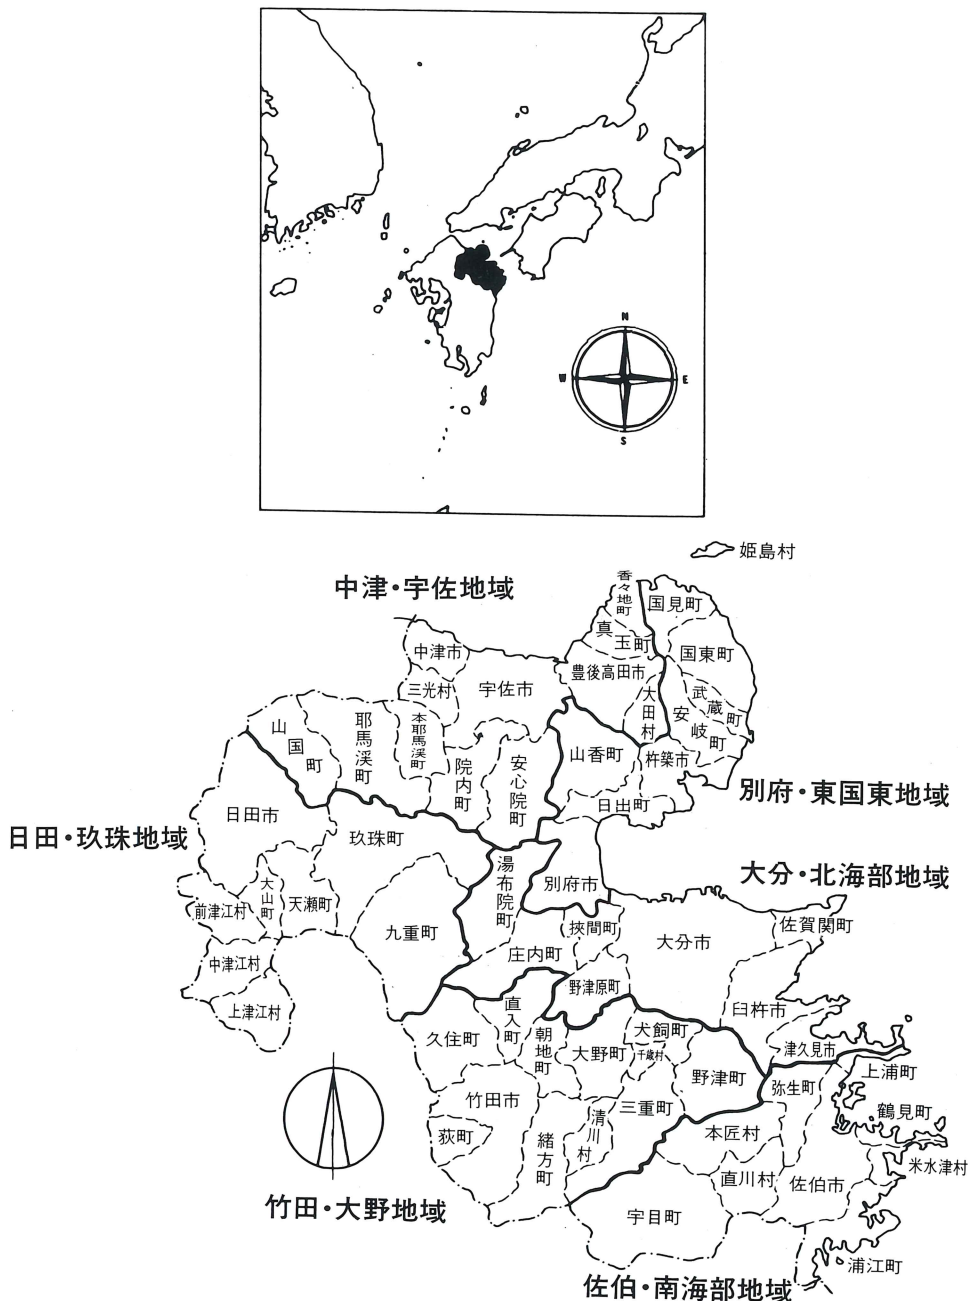 N
W
E
S
姫島村
中津・宇佐地域
香々地町
国見町
真玉町
国東町
中津市
豊後高田市
三光村
宇佐市
大田村
武蔵町
安岐町
山国町
耶馬渓町
本耶馬渓町
院内町
安心院町
山香町
杵築市
日出町
別府・東国東地域
日田市
日田・玖珠地域
玖珠町
大分・北海部地域
湯布院町
別府市
大山町
天瀬町
前津江村
九重町
挾間町
大分市
佐賀関町
庄内町
中津江村
野津原町
上津江村
直入町
臼杵市
久住町
朝地町
大野町
犬飼町
千歳村
津久見市
野津町
弥生町
上浦町
竹田市
三重町
清川村
鶴見町
荻町
緒方町
本匠村
米水津村
直川村
佐伯市
竹田・大野地域
宇目町
浦江町
佐伯・南海部地域